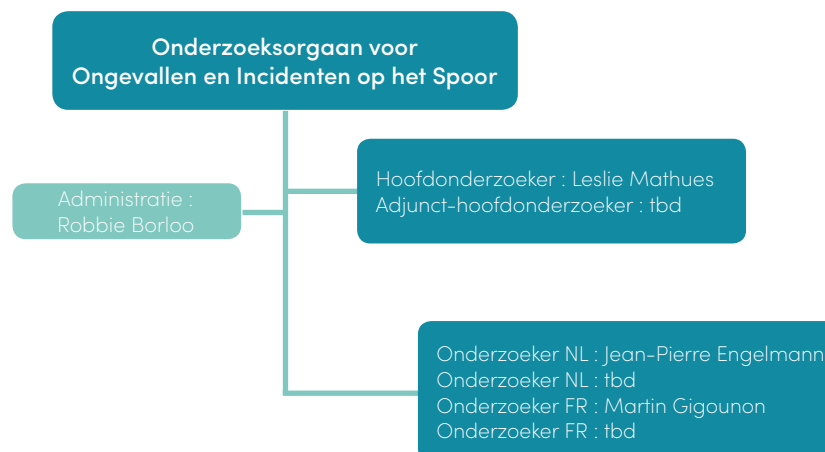 Onderzoeksorgaan voor
Ongevallen en Incidenten op het Spoor
Hoofdonderzoeker : Leslie Mathues
Adjunct-hoofdonderzoeker : tbd
Administratie :
Robbie Borloo
Onderzoeker NL : Jean-Pierre Engelmann
Onderzoeker NL : tbd
Onderzoeker FR : Martin Gigounon
Onderzoeker FR : tbd